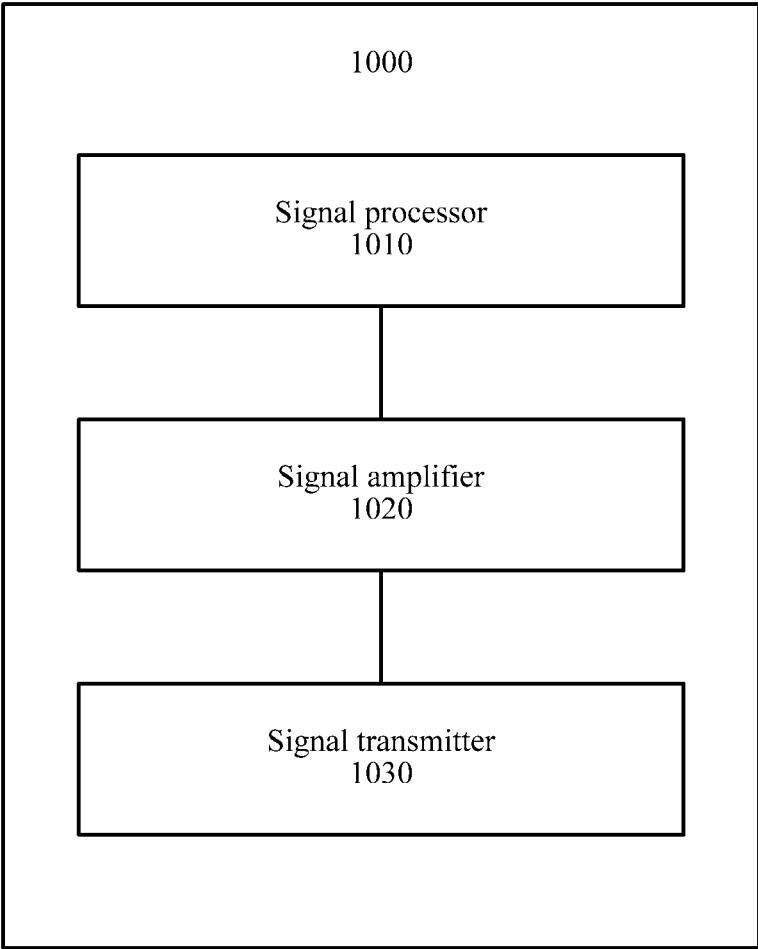 1000
Signal processor
1010
Signal amplifier
1020
Signal transmitter
1030